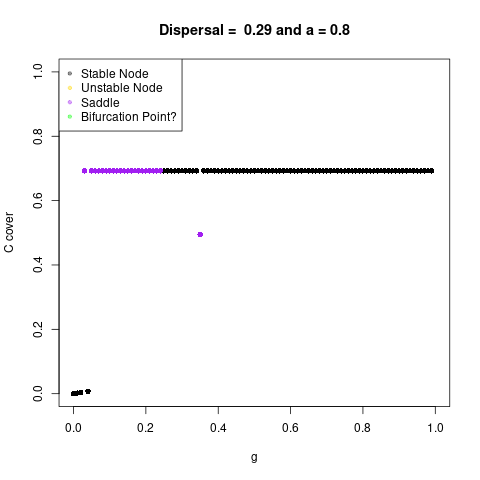 Dispersal =  0.29 and a = 0.8
Stable Node
Unstable Node
Saddle
Bifurcation Point?
1.0
0.8
0.6
0.4
0.2
0.0
C cover
0.0 0.2 0.4 0.6 0.8 1.0
g